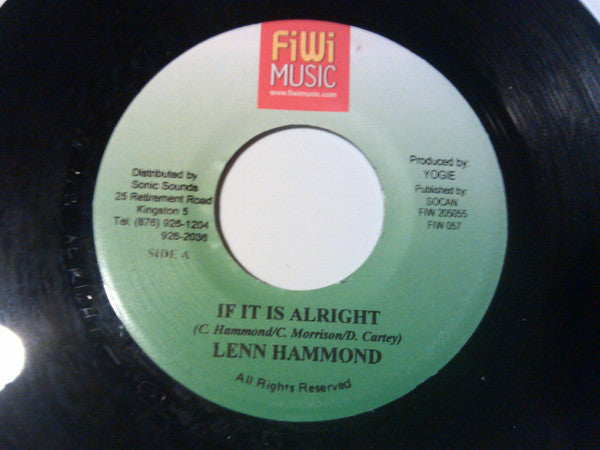 FiWi
MUSIC
www.fiwimusic.com
Distributed by
Sonic Sounds
25 Retirement Road
Kingston 5
Tel: (876) 926-1204
926-2036
SIDE A
Produced by:
YOGIE
Published by:
SOCAN
FIW 205055
FIW 057
IF IT IS ALRIGHT
(C. Hammond/C. Morrison/D. Cartey)
LENN HAMMOND
All Rights Reserved